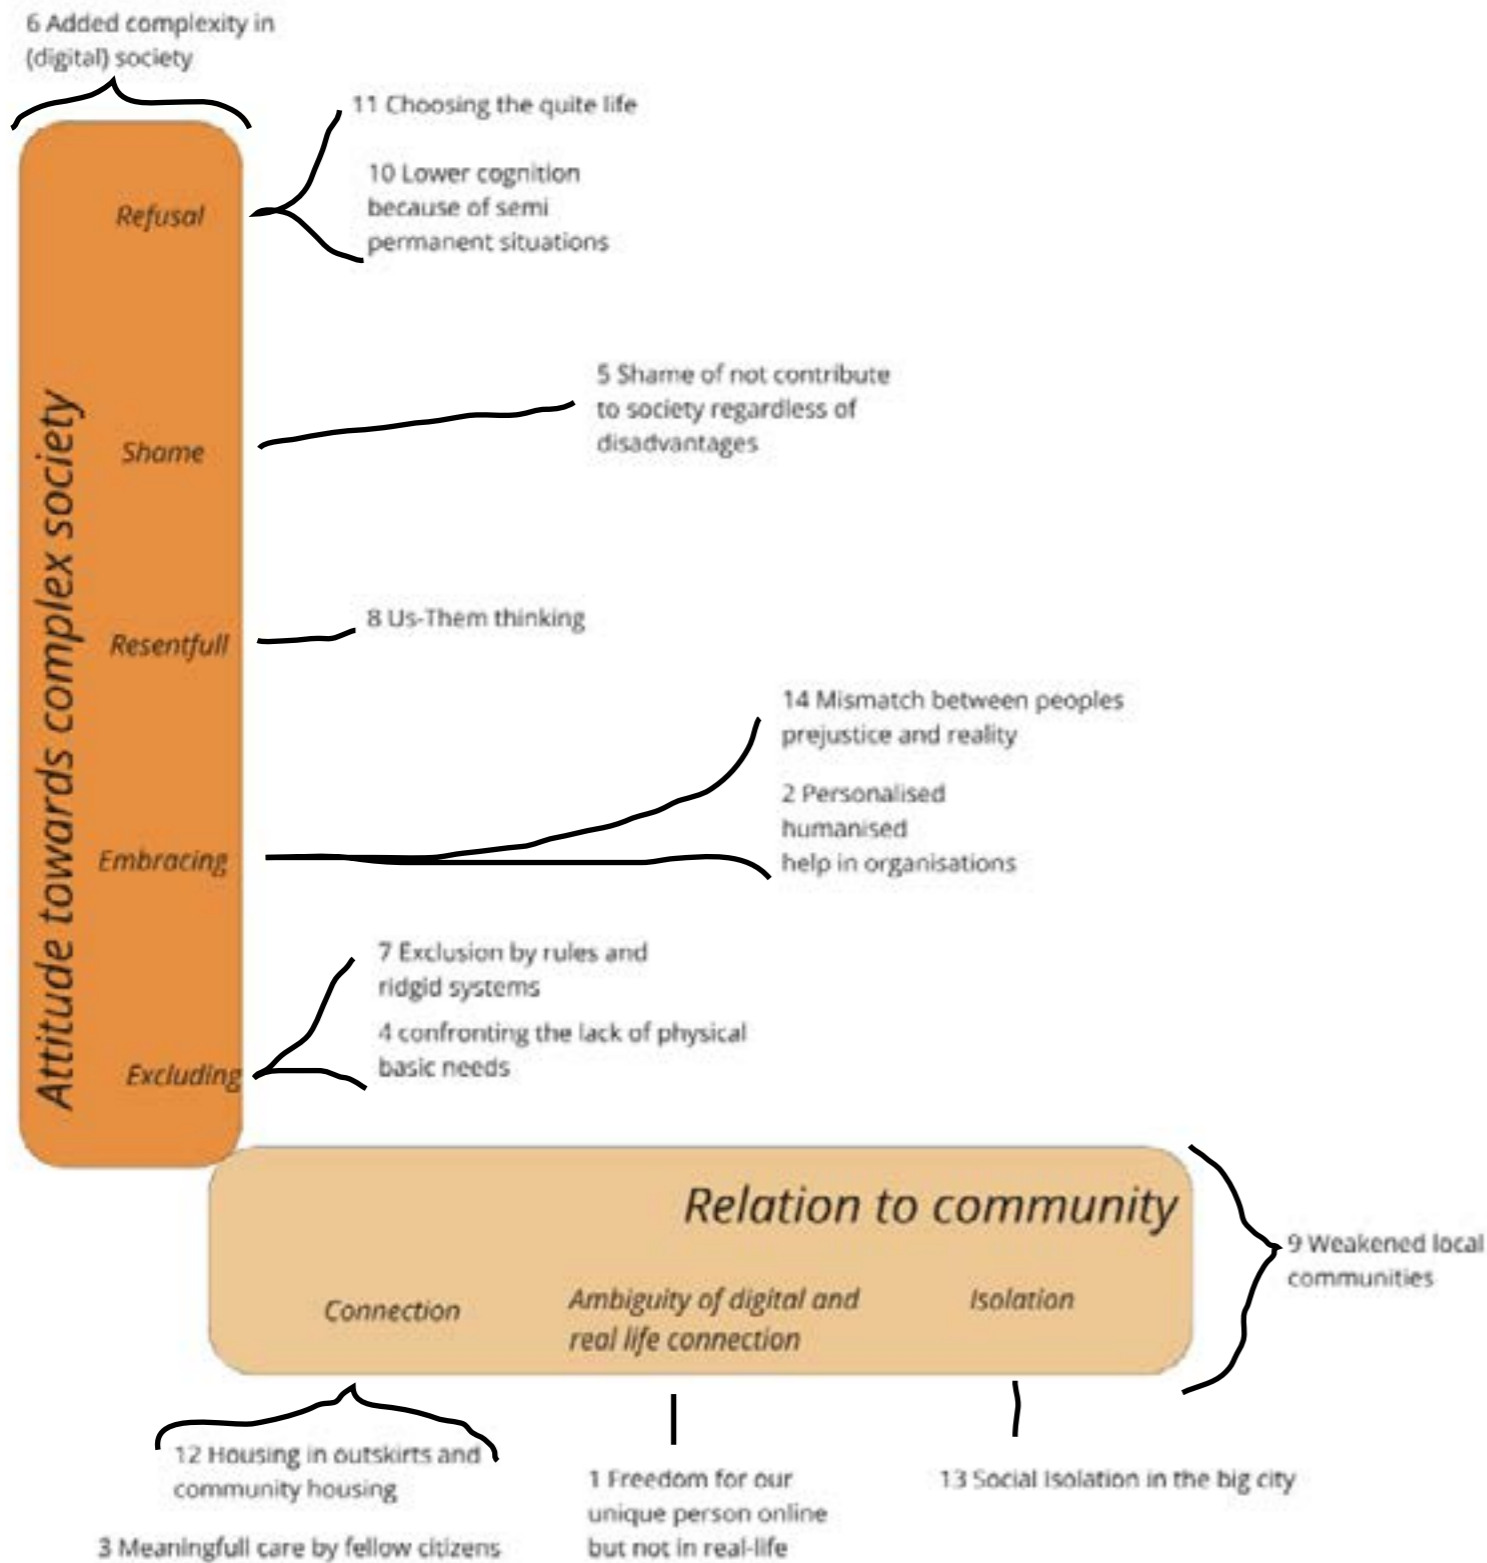 6 Added complexity in
(digital) society
11 Choosing the quite life
10 Lower cognition
because of semi
permanent situations
Refusal
5 Shame of not contribute
to society regardless of
disadvantages
Shame
Attitude towards complex society
8 Us-Them thinking
Resentfull
14 Mismatch between peoples
prejustice and reality
2 Personalised
humanised
help in organisations
Embracing
7 Exclusion by rules and
ridgid systems
4 confronting the lack of physical
basic needs
Excluding
Relation to community
9 Weakened local
communities
Connection
Ambiguity of digital and
real life connection
Isolation
12 Housing in outskirts and
community housing
3 Meaningfull care by fellow citizens
1 Freedom for our
unique person online
but not in real-life
13 Social Isolation in the big city